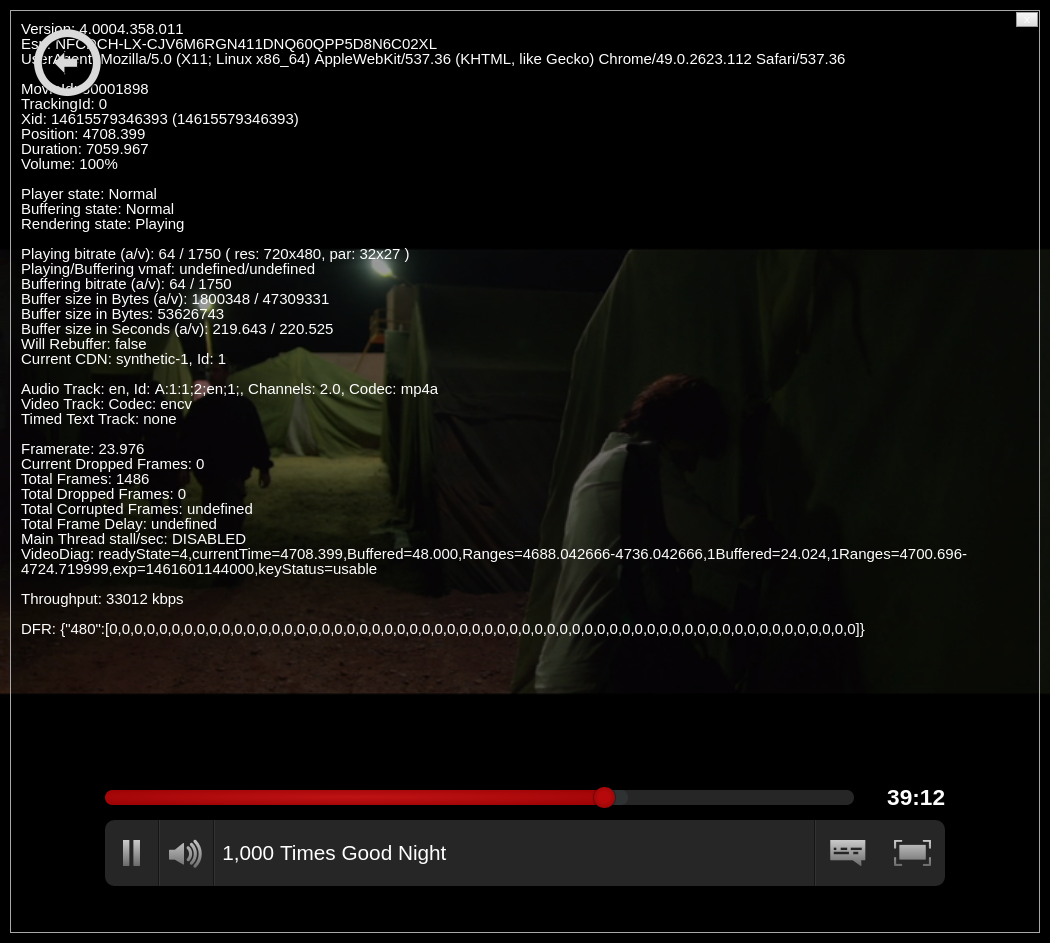 Version: 4.0004.358.011
Esn: NFCDCH-LX-CJV6M6RGN411DNQ60QPP5D8N6C02XL
UserAgent: Mozilla/5.0 (X11; Linux x86_64) AppleWebKit/537.36 (KHTML, like Gecko) Chrome/49.0.2623.112 Safari/537.36
MovieId: 80001898
TrackingId: 0
Xid: 14615579346393 (14615579346393)
Position: 4708.399
Duration: 7059.967
Volume: 100%
Player state: Normal
Buffering state: Normal
Rendering state: Playing
Playing bitrate (a/v): 64 / 1750 ( res: 720x480, par: 32x27 )
Playing/Buffering vmaf: undefined/undefined
Buffering bitrate (a/v): 64 / 1750
Buffer size in Bytes (a/v): 1800348 / 47309331
Buffer size in Bytes: 53626743
Buffer size in Seconds (a/v): 219.643 / 220.525
Will Rebuffer: false
Current CDN: synthetic-1, Id: 1
Audio Track: en, Id: A:1:1;2;en;1;, Channels: 2.0, Codec: mp4a
Video Track: Codec: encv
Timed Text Track: none
Framerate: 23.976
Current Dropped Frames: 0
Total Frames: 1486
Total Dropped Frames: 0
Total Corrupted Frames: undefined
Total Frame Delay: undefined
Main Thread stall/sec: DISABLED
VideoDiag: readyState=4,currentTime=4708.399,Buffered=48.000,Ranges=4688.042666-4736.042666,1Buffered=24.024,1Ranges=4700.696-
4724.719999,exp=1461601144000,keyStatus=usable
Throughput: 33012 kbps
DFR: {"480":[0,0,0,0,0,0,0,0,0,0,0,0,0,0,0,0,0,0,0,0,0,0,0,0,0,0,0,0,0,0,0,0,0,0,0,0,0,0,0,0,0,0,0,0,0,0,0,0,0,0,0,0,0,0,0,0,0,0,0,0]}
39:12
1,000 Times Good Night